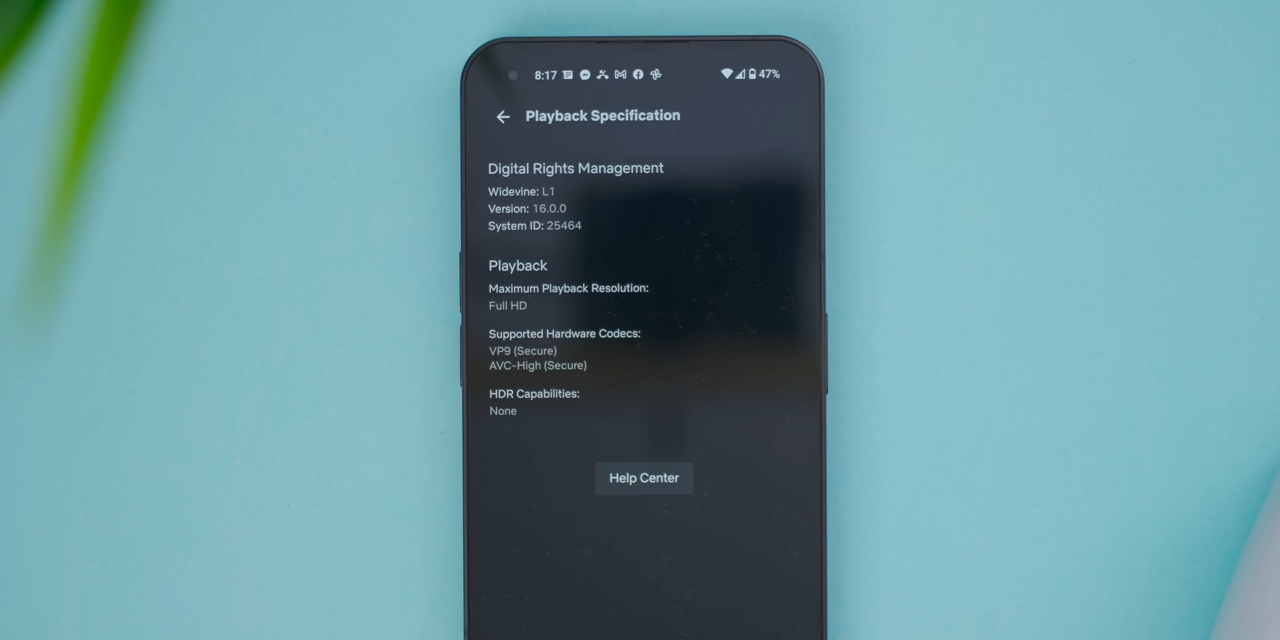 8:17 47%
Playback Specification
Digital Rights Management
Widevine: L1
Version: 16.0.0
System ID: 25464
Playback
Maximum Playback Resolution:
Full HD
Supported Hardware Codecs:
VP9 (Secure)
AVC-High (Secure)
HDR Capabilities:
None
Help Center